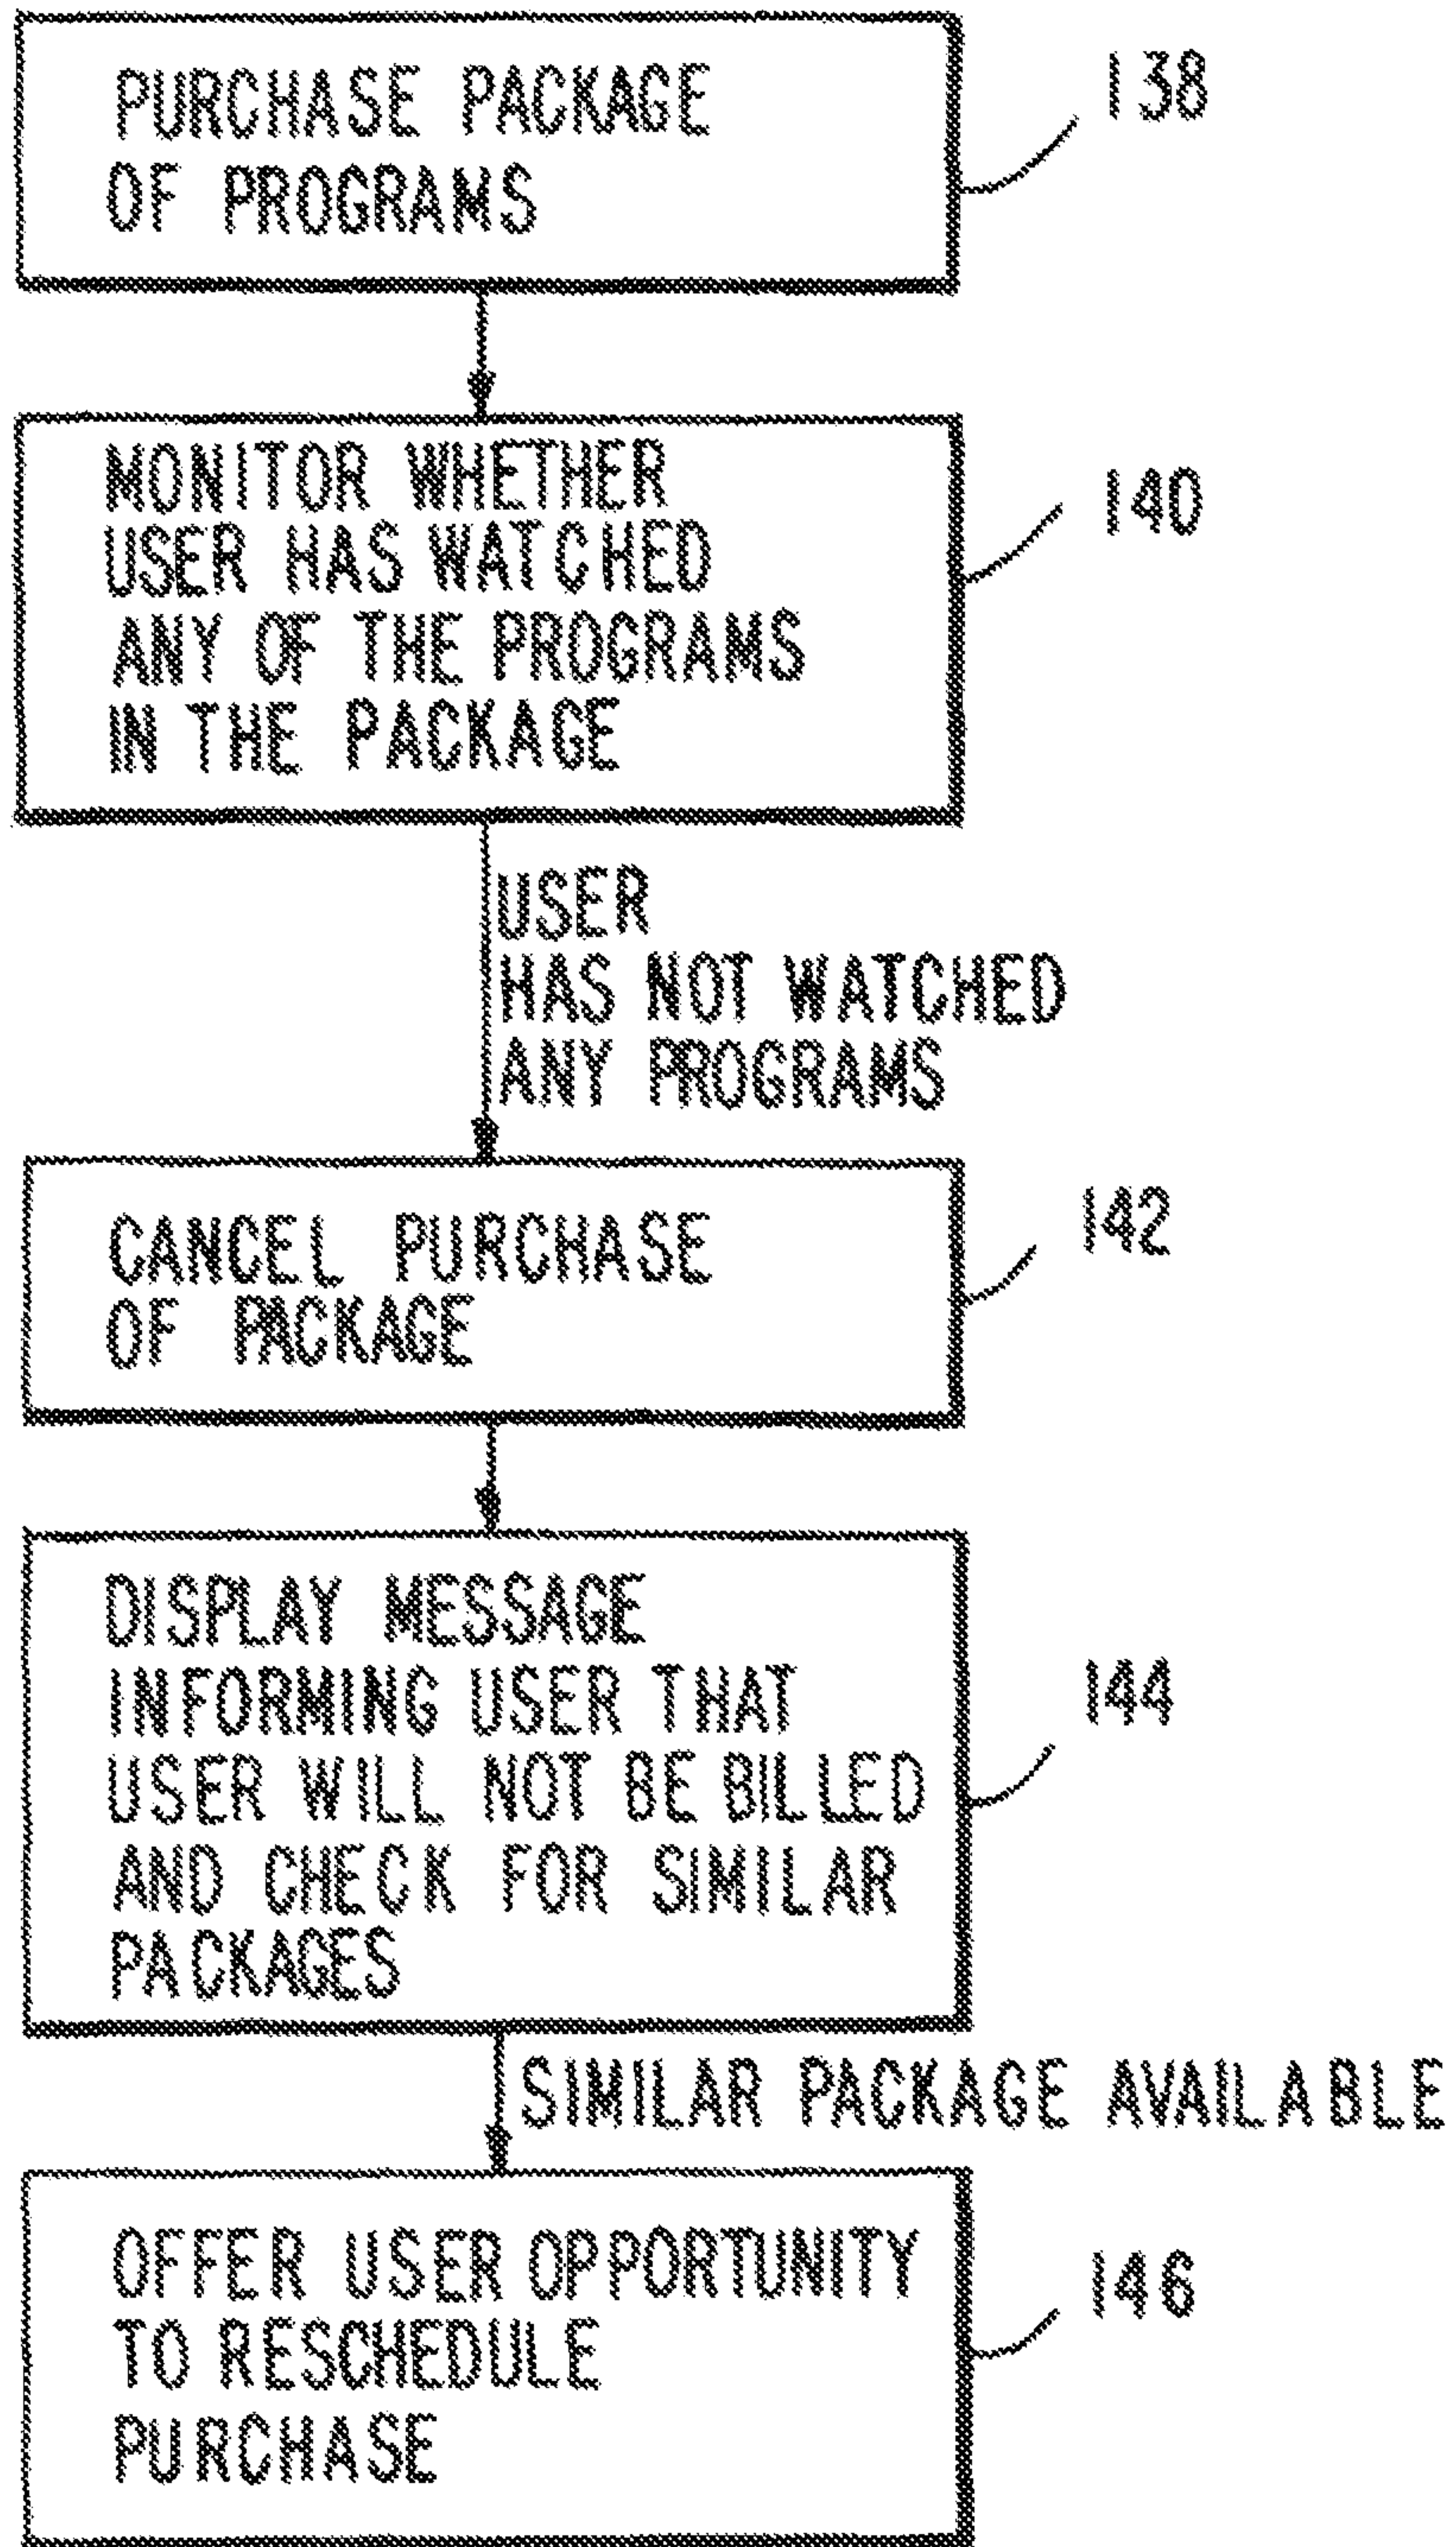 PURCHASE PACKAGE
OF PROGRAMS
138
MONITOR WHETHER
USER HAS WATCHED
ANY OF THE PROGRAMS
IN THE PACKAGE
140
USER
HAS NOT WATCHED
ANY PROGRAMS
CANCEL PURCHASE
OF PACKAGE
142
DISPLAY MESSAGE
INFORMING USER THAT
USER WILL NOT BE BILLED
AND CHECK FOR SIMILAR
PACKAGES
144
SIMILAR PACKAGE AVAILABLE
OFFER USER OPPORTUNITY
TO RESCHEDULE
PURCHASE
146